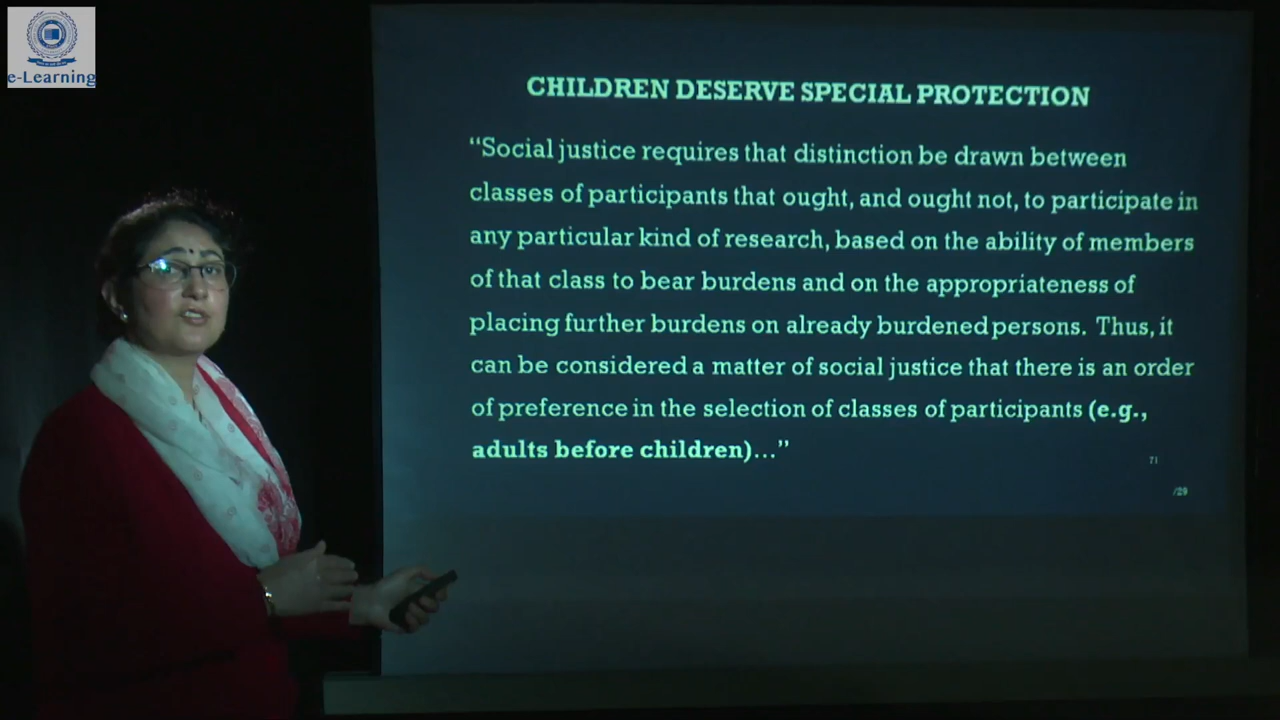 e-Learning
CHILDREN DESERVE SPECIAL PROTECTION
“Social justice requires that distinction be drawn between
classes of participants that ought, and ought not, to participate in
any particular kind of research, based on the ability of members
of that class to bear burdens and on the appropriateness of
placing further burdens on already burdened persons. Thus, it
can be considered a matter of social justice that there is an order
of preference in the selection of classes of participants (e.g.,
adults before children)…”
71
/29